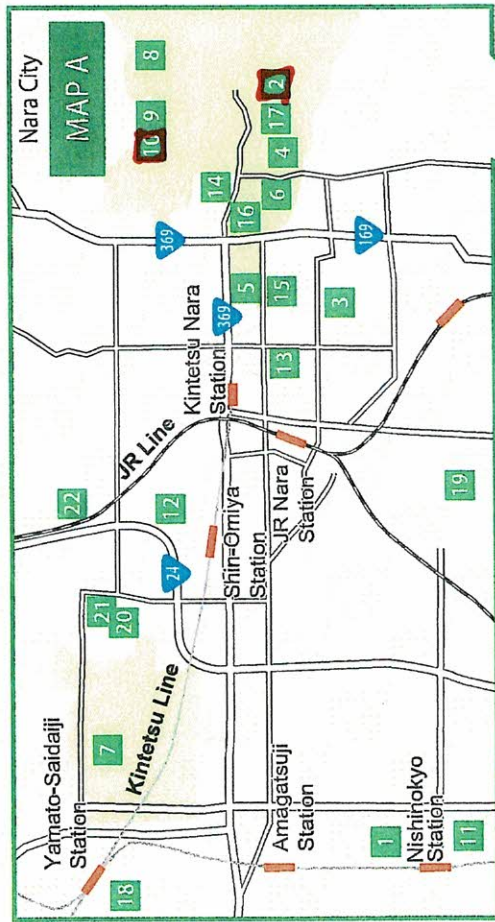 Nara City
MAP A
8
9
10
2
17
4
6
14
16
369
169
5
369
15
3
Kintetsu Nara
Station
13
JR Line
JR Nara
Station
22
12
Shin-Omiya
Station
19
24
21
20
Kintetsu Line
7
Yamato-Saidaiji
Station
Amagatsuji
Station
1
Nishinokyo
Station
11
18